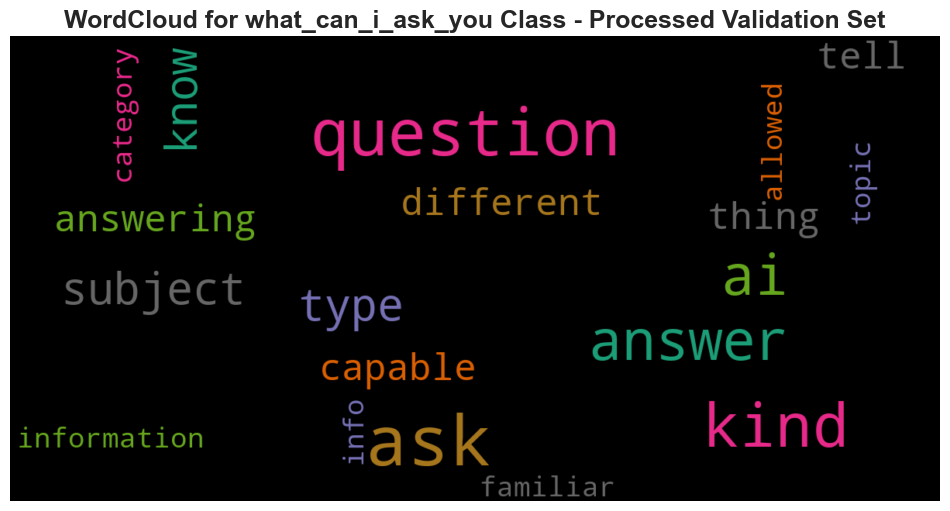 WordCloud for what_can_i_ask_you Class - Processed Validation Set
category
know
tell
question
allowed
topic
different
answering
thing
subject
ai
type
answer
capable
info
ask
kind
information
familiar